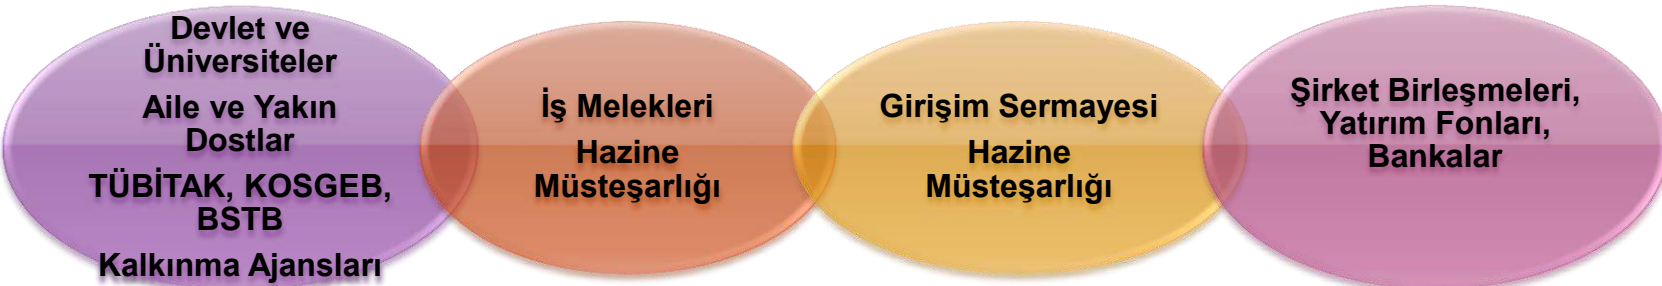 Devlet ve
Üniversiteler
Aile ve Yakın
Dostlar
TÜBİTAK, KOSGEB,
BSTB
Kalkınma Ajansları
İş Melekleri
Hazine
Müsteşarlığı
Girişim Sermayesi
Hazine
Müsteşarlığı
Şirket Birleşmeleri,
Yatırım Fonları,
Bankalar